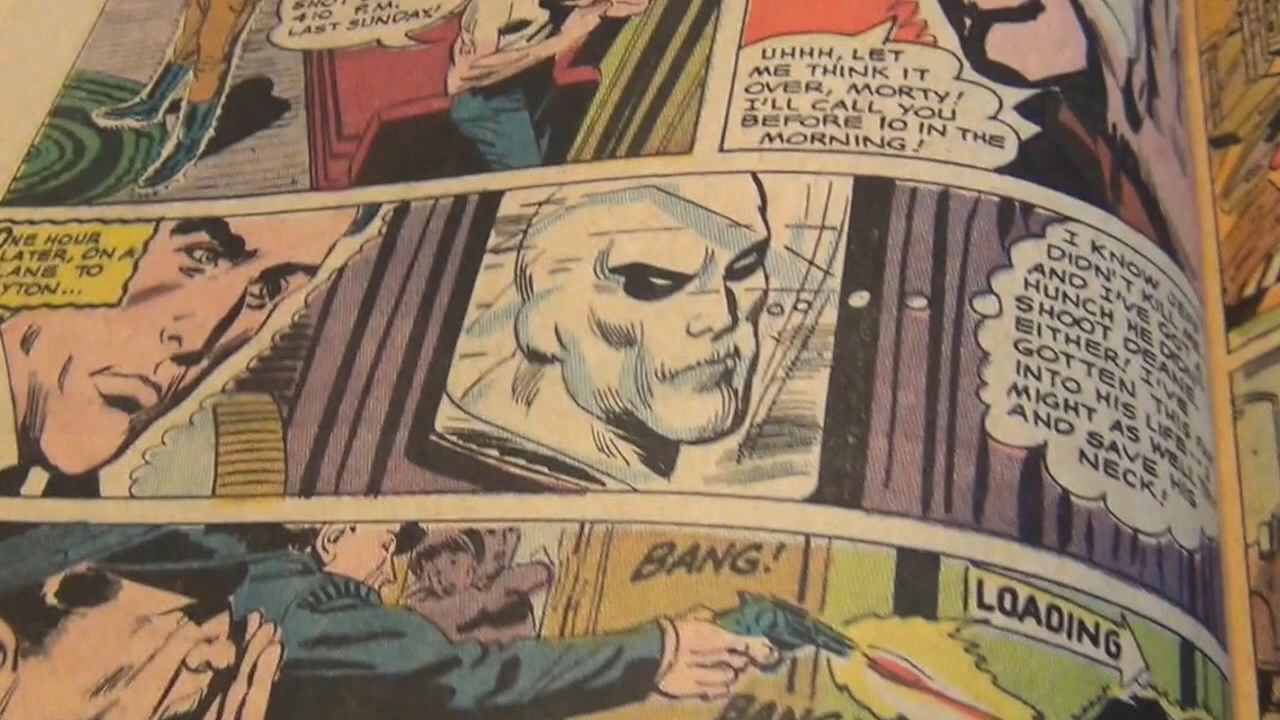 410 P.M.
LAST SUNDAY!
UHHH, LET
ME THINK IT
OVER, MORTY!
I'LL CALL YOU
BEFORE 10 IN THE
MORNING!
ONE HOUR
LATER, ON A
LANE TO
YTON...
I KNOW
DIDN'T KILL
AND I'VE GOT A
HUNCH HE DIDN'T
SHOOT DEANE,
EITHER! I'VE
GOTTEN THIS
INTO HIS LIFE--
MIGHT AS WELL
AND SAVE HIS
NECK!
BANG!
LOADING
BANG